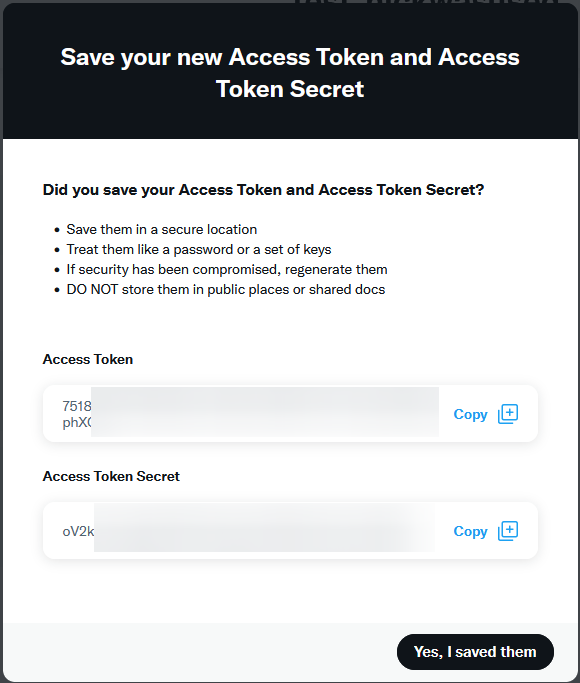 Save your new Access Token and Access
Token Secret
Did you save your Access Token and Access Token Secret?
Save them in a secure location
Treat them like a password or a set of keys
If security has been compromised, regenerate them
DO NOT store them in public places or shared docs
Access Token
7518
phX
Copy
Access Token Secret
oV2k
Copy
Yes, I saved them